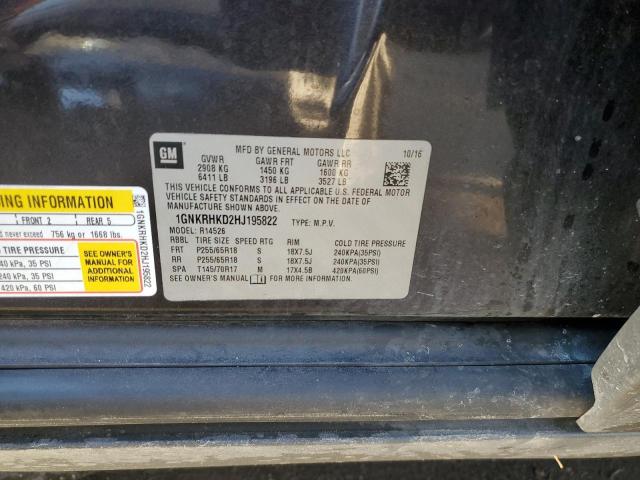 GM
MFD BY GENERAL MOTORS LLC 10/16
GVWR GAWR FRT GAWR RR
2908 KG 1450 KG 1600 KG
6411 LB 3196 LB 3527 LB
THIS VEHICLE CONFORMS TO ALL APPLICABLE U.S. FEDERAL MOTOR
VEHICLE SAFETY STANDARDS IN EFFECT ON THE DATE OF
MANUFACTURE SHOWN ABOVE.
1GNKRHKD2HJ195822 TYPE: M.P.V.
MODEL: R14526
RBBL TIRE SIZE SPEED RTG RIM COLD TIRE PRESSURE
FRT P255/65R18 S 18X7.5J 240KPA(35PSI)
RR P255/65R18 S 18X7.5J 240KPA(35PSI)
SPA T145/70R17 M 17X4.5B 420KPA(60PSI)
SEE OWNER'S MANUAL FOR MORE INFORMATION.
ING INFORMATION
FRONT 2 REAR 5
never exceed 756 kg or 1668 lbs.
TIRE PRESSURE
40 kPa, 35 PSI
240 kPa, 35 PSI
420 kPa, 60 PSI
SEE OWNER'S
MANUAL FOR
ADDITIONAL
INFORMATION
1GNKRHKD2HJ195822